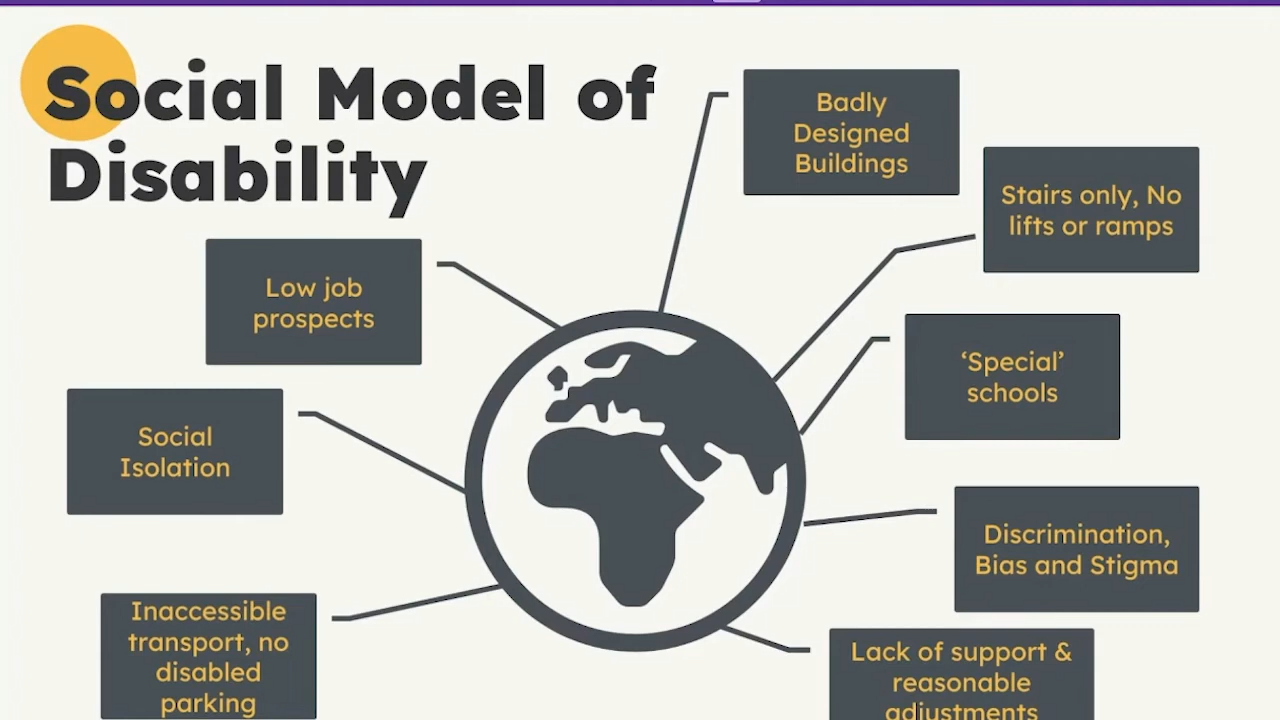 Social Model of
Disability
Badly
Designed
Buildings
Stairs only, No
lifts or ramps
Low job
prospects
‘Special’
schools
Social
Isolation
Discrimination,
Bias and Stigma
Inaccessible
transport, no
disabled
parking
Lack of support &
reasonable
adjustments